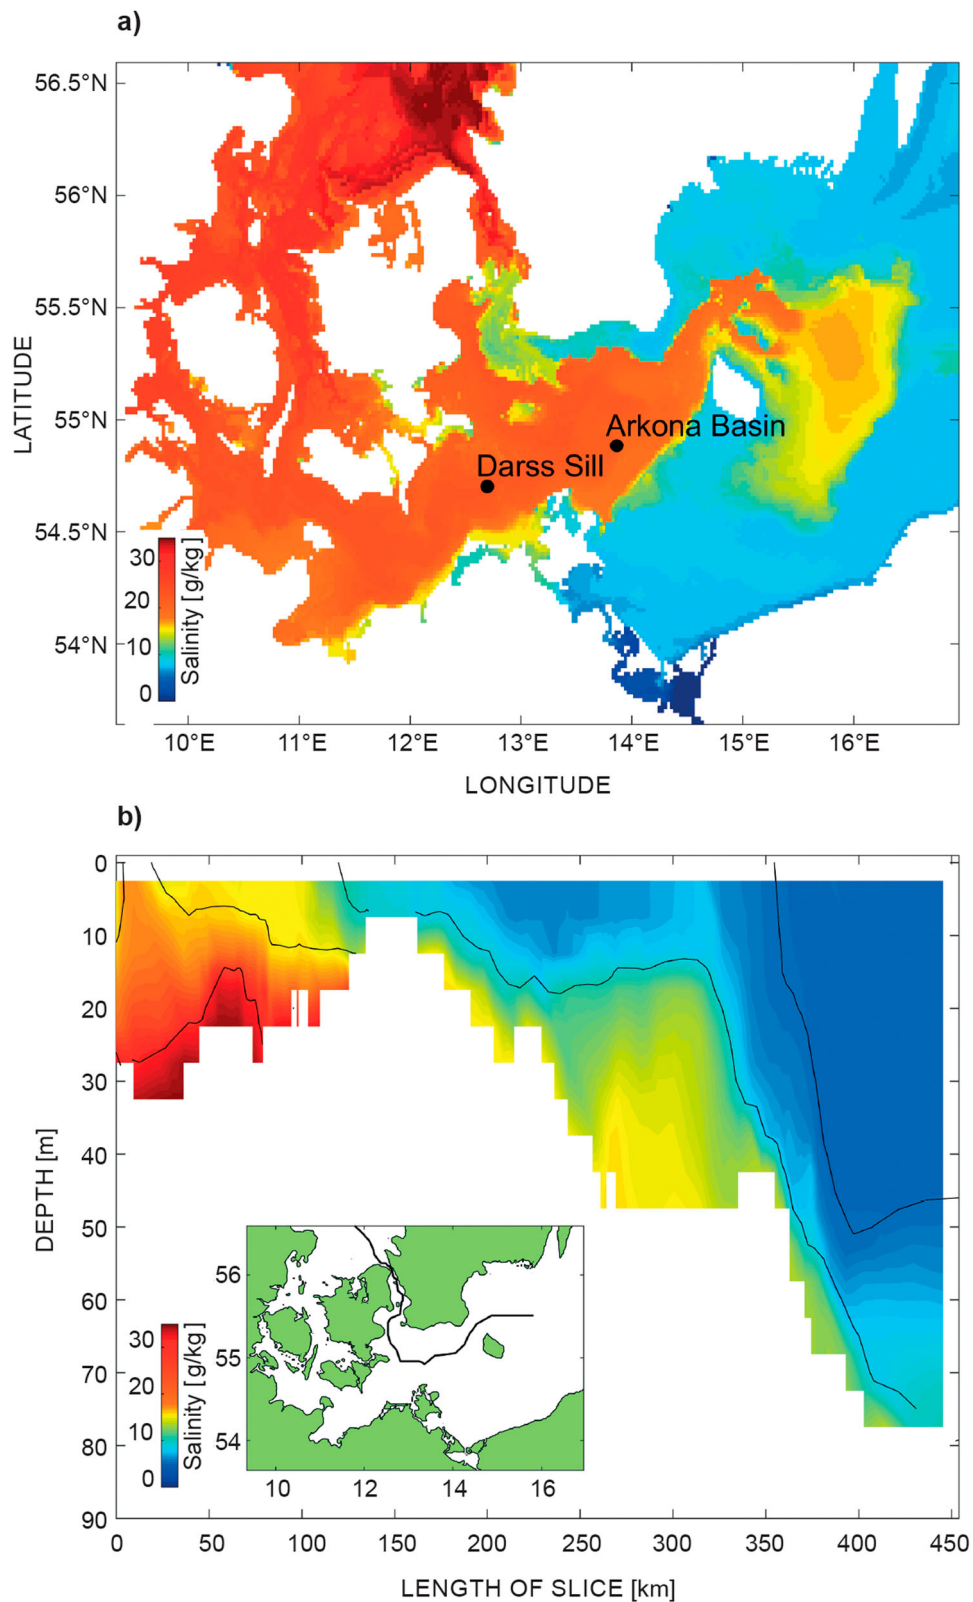 a)
56.5°N
56°N
55.5°N
55°N
54.5°N
54°N
LATITUDE
Arkona Basin
Darss Sill
30
20
10
0
Salinity [g/kg]
10°E 11°E 12°E 13°E 14°E 15°E 16°E
LONGITUDE
b)
0
10
20
30
40
50
60
70
80
90
DEPTH [m]
30
20
10
0
Salinity [g/kg]
56
55
54
10 12 14 16
0 50 100 150 200 250 300 350 400 450
LENGTH OF SLICE [km]